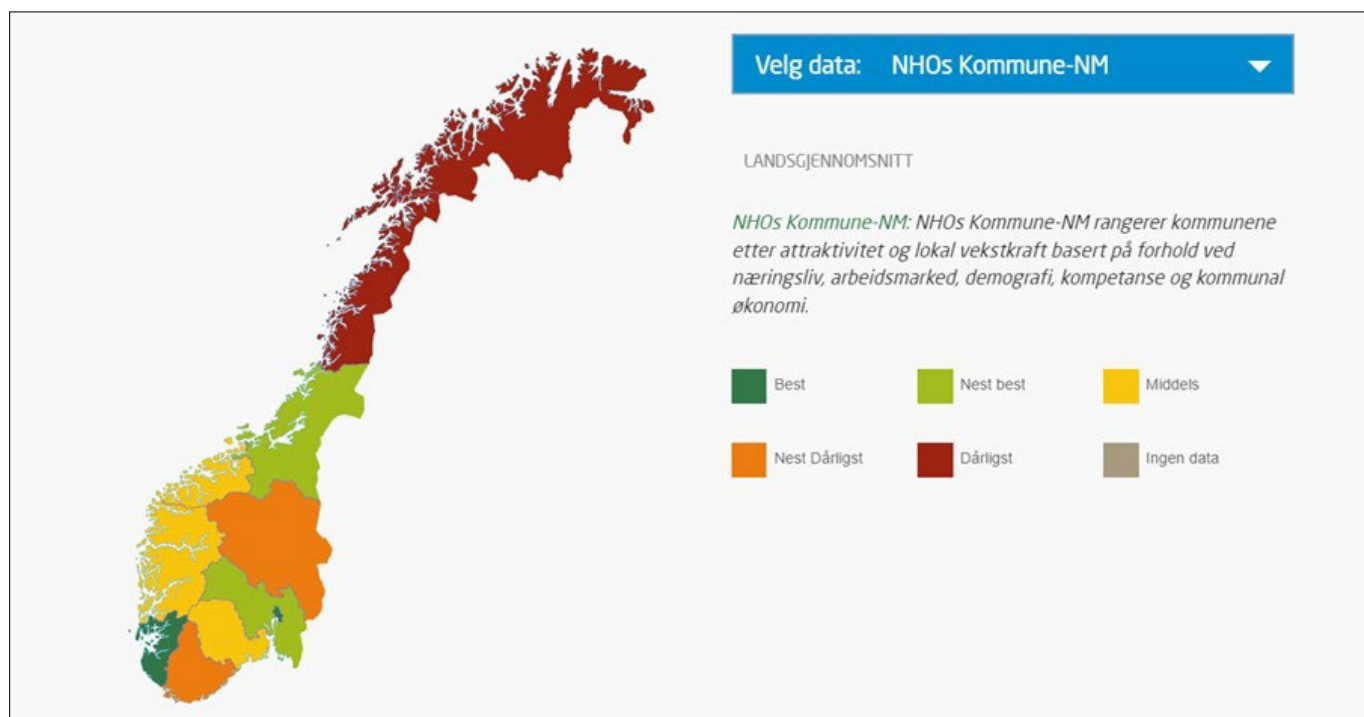 Velg data: NHOs Kommune-NM
LANDSGJENNOMSNITT
NHOs Kommune-NM: NHOs Kommune-NM rangerer kommunene
etter attraktivitet og lokal vekstkraft basert på forhold ved
næringsliv, arbeidsmarked, demografi, kompetanse og kommunal
økonomi.
Best
Nest best
Middels
Nest Dårligst
Dårligst
Ingen data